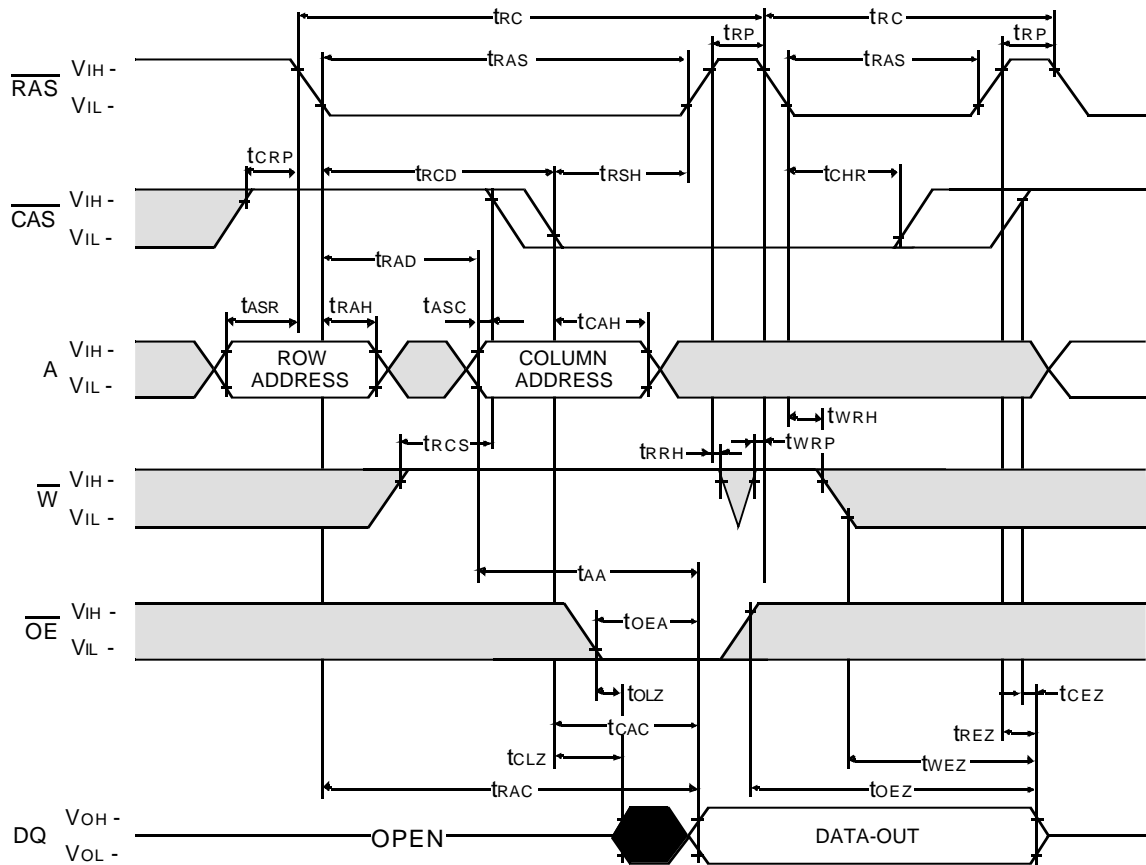 tRC tRC
tRP tRP
tRAS tRAS
RAS VIH -
VIL -
tCRP tRCD tRSH tCHR
CAS VIH -
VIL -
tRAD
tASR tRAH tASC tCAH
A VIH -
VIL -
ROW
ADDRESS
COLUMN
ADDRESS
tWRH
tRCS tRRH tWRP
W VIH -
VIL -
tAA
OE VIH -
VIL -
tOEA
tOLZ tCEZ
tCAC tREZ
tCLZ tWEZ
tRAC tOEZ
DQ VOH -
VOL -
OPEN DATA-OUT